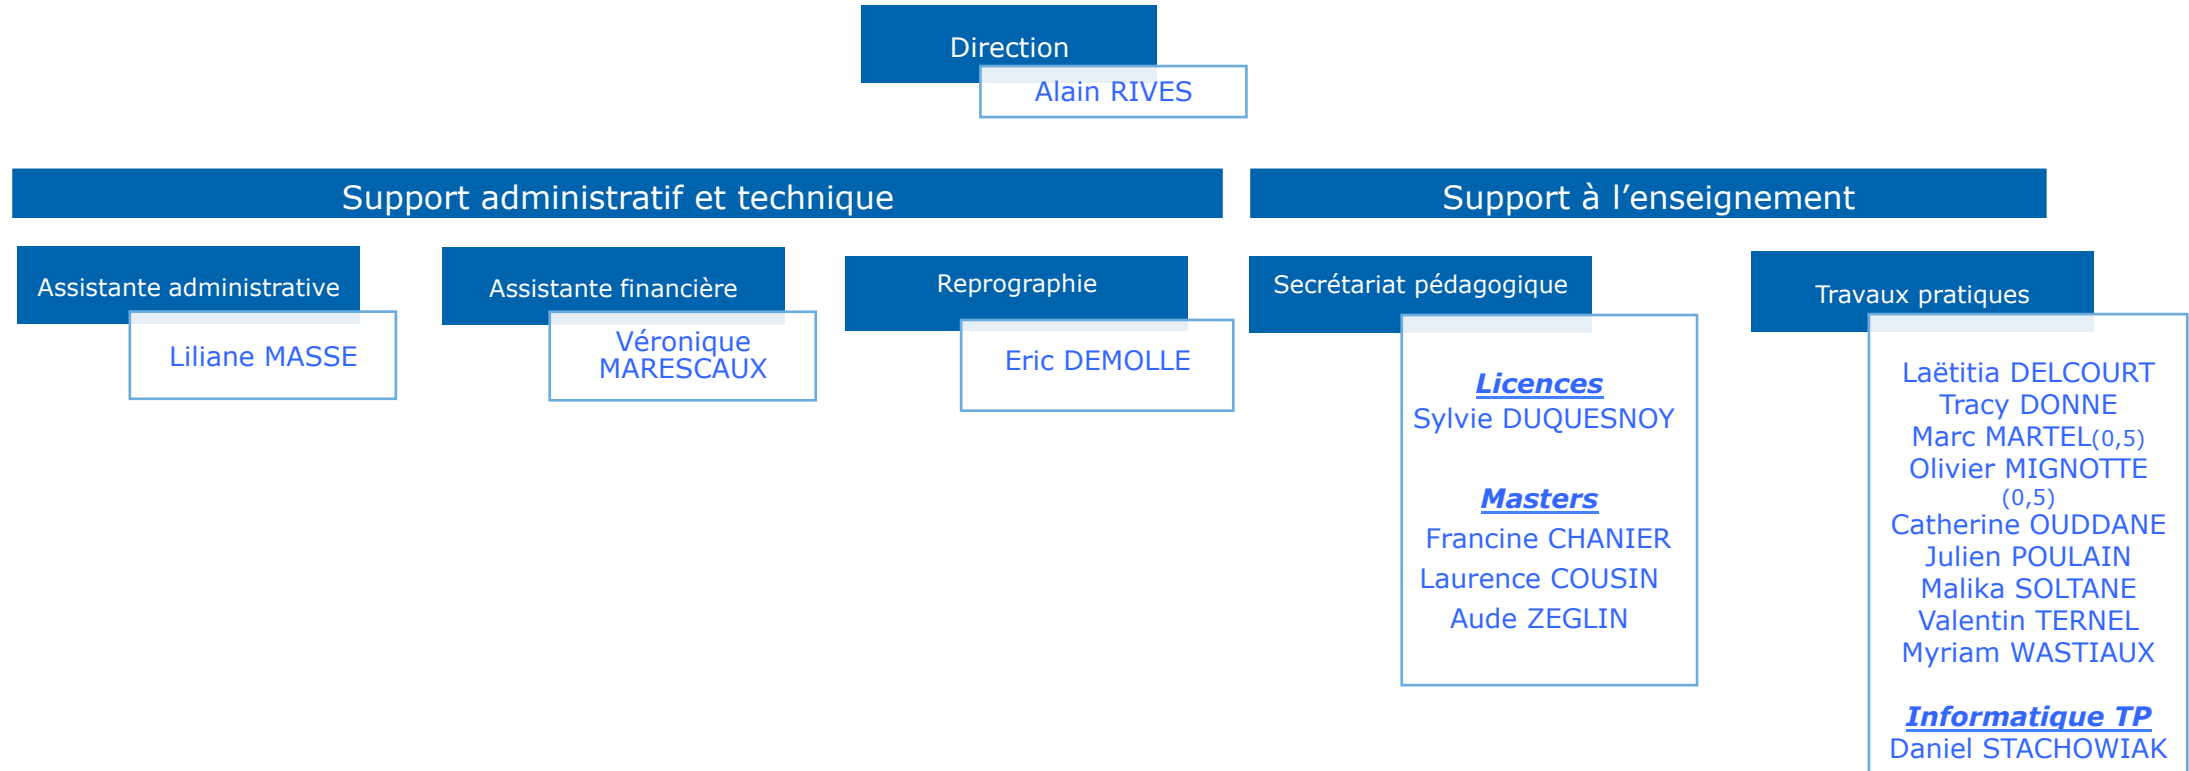 Direction
Alain RIVES
Support administratif et technique
Support à l’enseignement
Assistante administrative
Liliane MASSE
Assistante financière
Véronique
MARESCAUX
Reprographie
Eric DEMOLLE
Secrétariat pédagogique
Licences
Sylvie DUQUESNOY
Masters
Francine CHANIER
Laurence COUSIN
Aude ZEGLIN
Travaux pratiques
Laëtitia DELCOURT
Tracy DONNE
Marc MARTEL(0,5)
Olivier MIGNOTTE
(0,5)
Catherine OUDDANE
Julien POULAIN
Malika SOLTANE
Valentin TERNEL
Myriam WASTIAUX
Informatique TP
Daniel STACHOWIAK